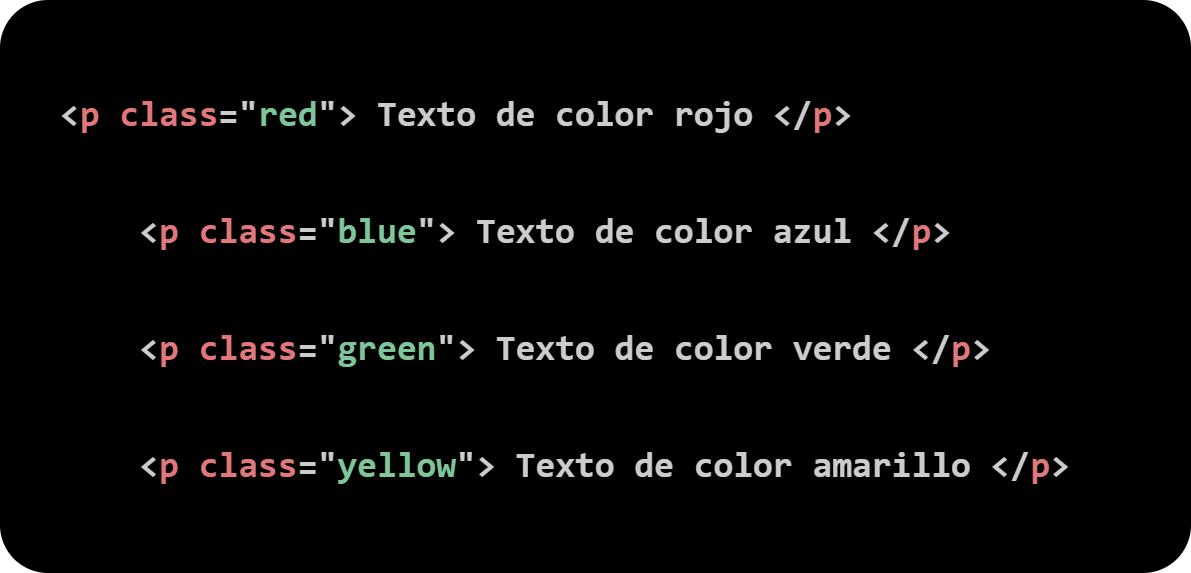 <p class="red"> Texto de color rojo </p>
<p class="blue"> Texto de color azul </p>
<p class="green"> Texto de color verde </p>
<p class="yellow"> Texto de color amarillo </p>